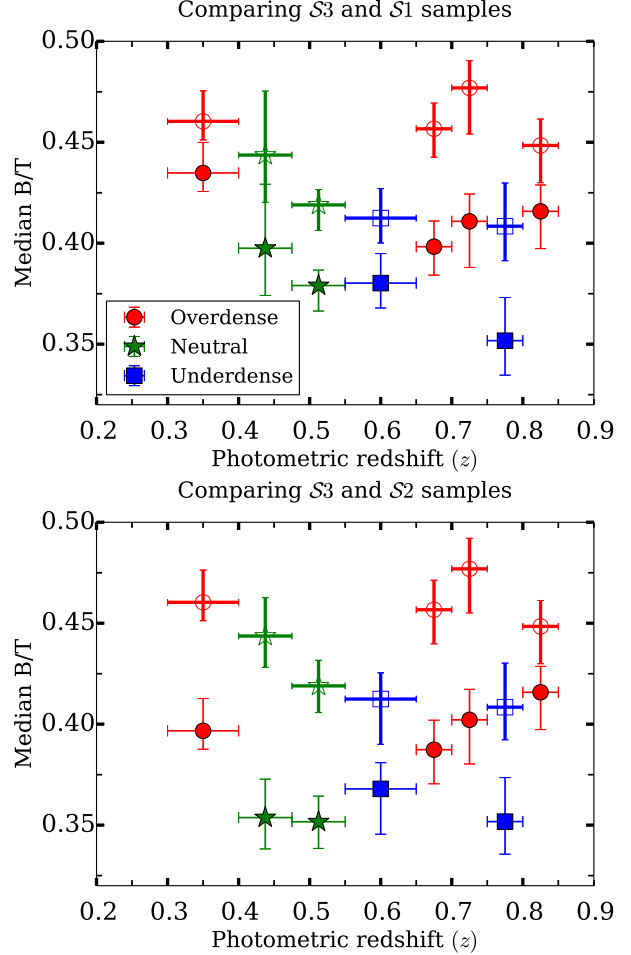 Comparing 𝒮3 and 𝒮1 samples
0.50
0.45
0.40
0.35
Median B/T
Overdense
Neutral
Underdense
0.2 0.3 0.4 0.5 0.6 0.7 0.8 0.9
Photometric redshift (z)
Comparing 𝒮3 and 𝒮2 samples
0.50
0.45
0.40
0.35
Median B/T
0.2 0.3 0.4 0.5 0.6 0.7 0.8 0.9
Photometric redshift (z)